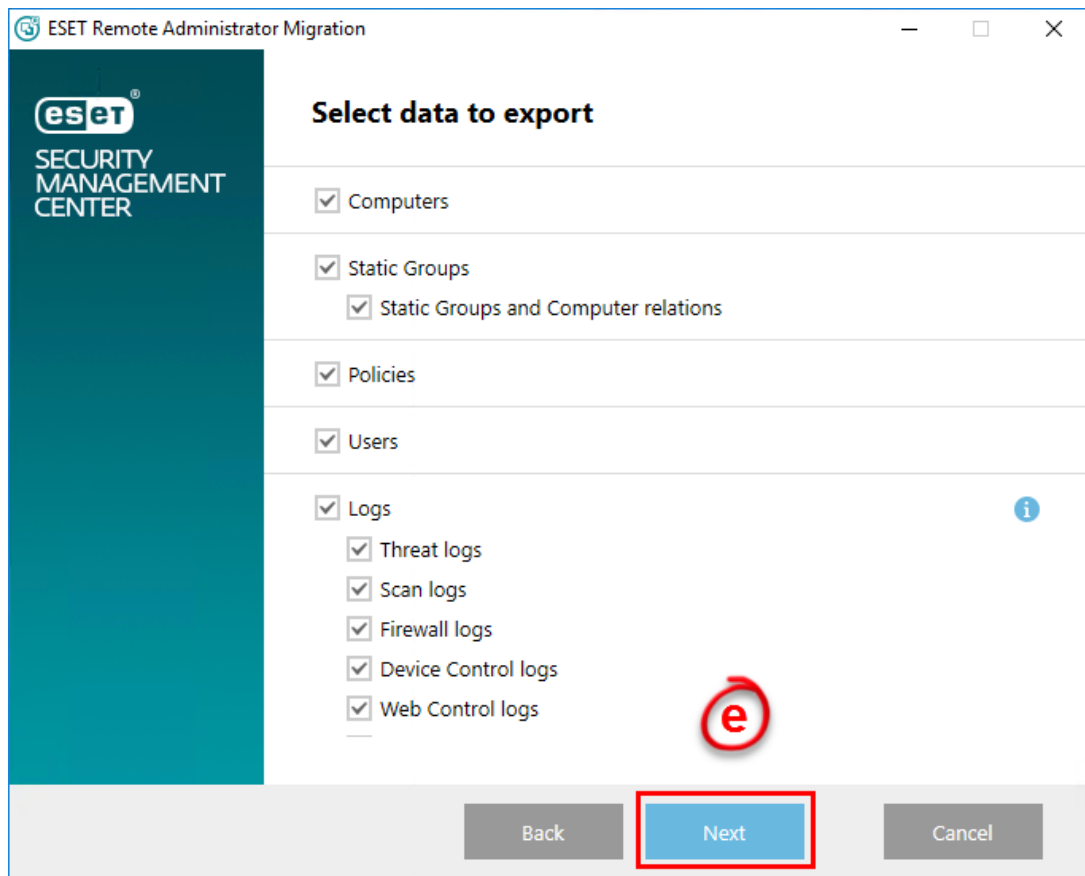 ESET Remote Administrator Migration
eset®
SECURITY
MANAGEMENT
CENTER
Select data to export
Computers
Static Groups
Static Groups and Computer relations
Policies
Users
Logs
i
Threat logs
Scan logs
Firewall logs
Device Control logs
Web Control logs
e
Back
Next
Cancel